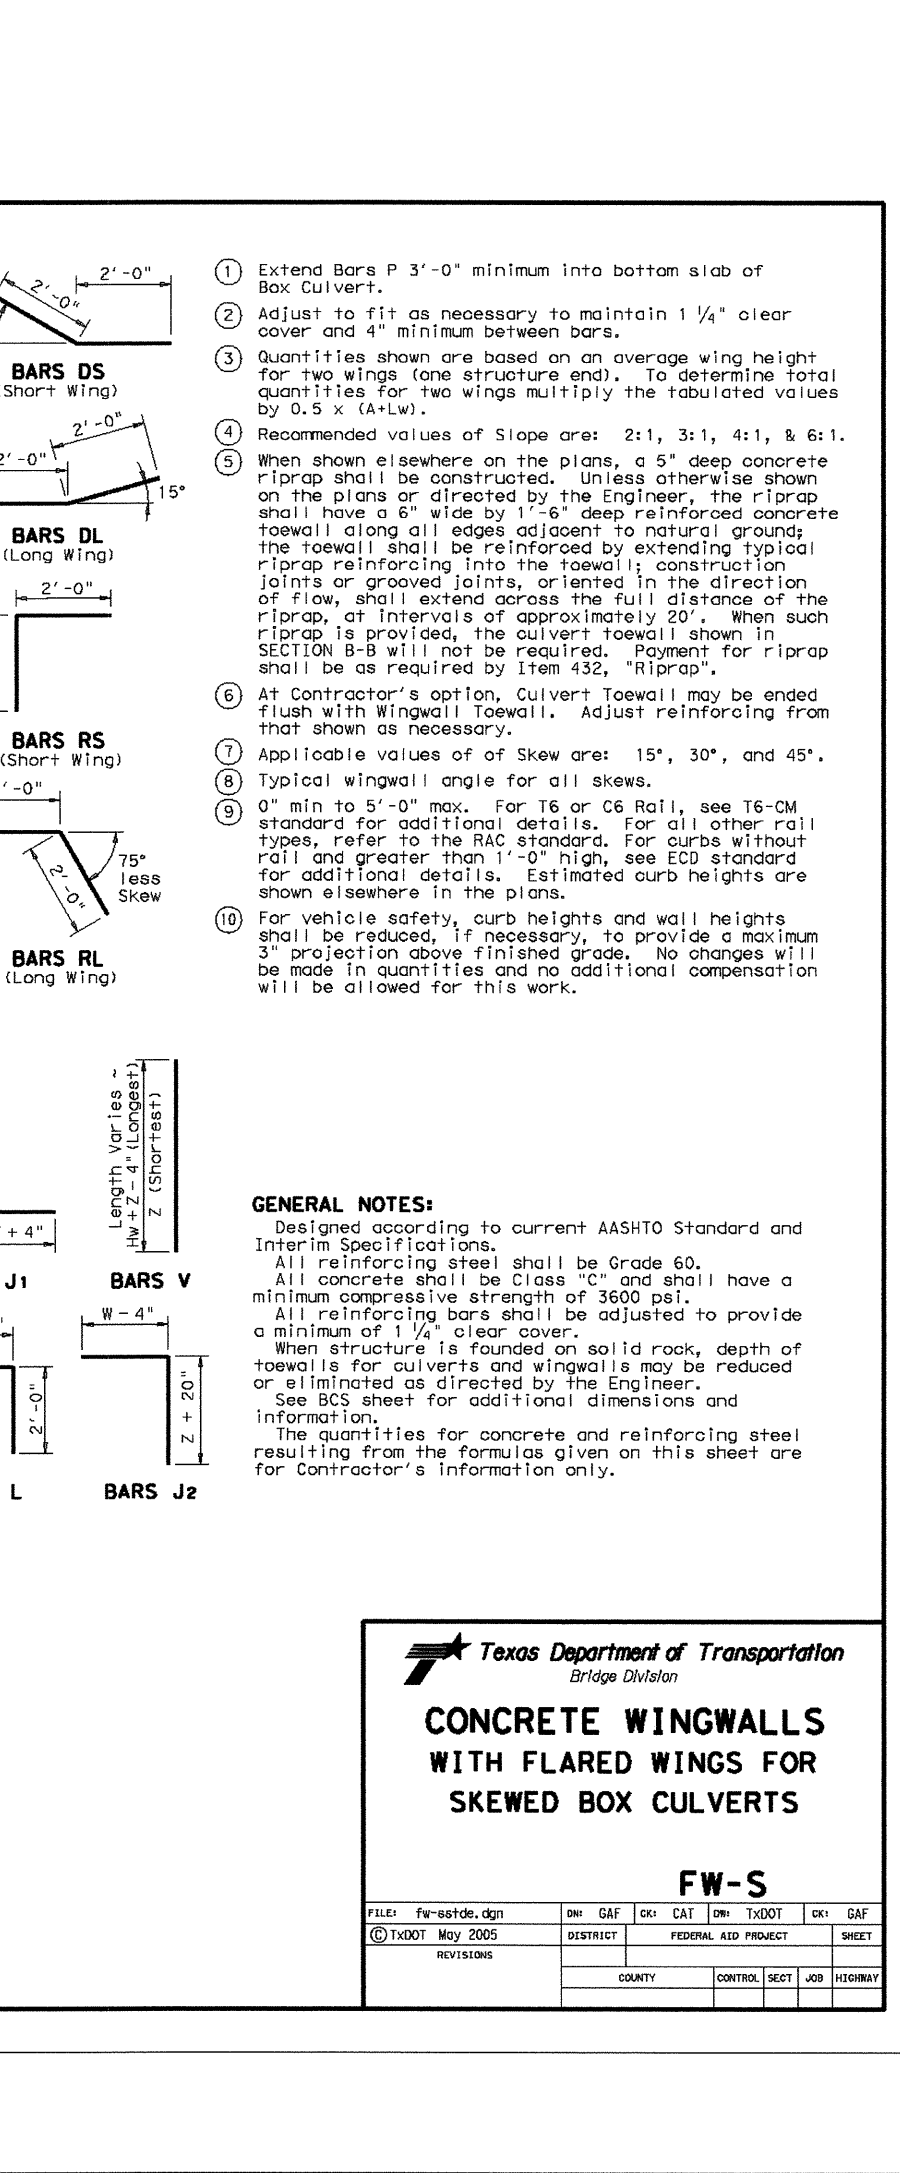 2'-0"
2'-0"
BARS DS
(Short Wing)
2'-0"
2'-0"
15°
BARS DL
(Long Wing)
2'-0"
BARS RS
(Short Wing)
'-0"
2'-0"
75°
less
Skew
BARS RL
(Long Wing)
① Extend Bars P 3'-0" minimum into bottom slab of
Box Culvert.
② Adjust to fit as necessary to maintain 1 1/4" clear
cover and 4" minimum between bars.
③ Quantities shown are based on an average wing height
for two wings (one structure end).  To determine total
quantities for two wings multiply the tabulated values
by 0.5 x (A+Lw).
④ Recommended values of Slope are:  2:1, 3:1, 4:1, & 6:1.
⑤ When shown elsewhere on the plans, a 5" deep concrete
riprap shall be constructed.  Unless otherwise shown
on the plans or directed by the Engineer, the riprap
shall have a 6" wide by 1'-6" deep reinforced concrete
toewall along all edges adjacent to natural ground;
the toewall shall be reinforced by extending typical
riprap reinforcing into the toewall; construction
joints or grooved joints, oriented in the direction
of flow, shall extend across the full distance of the
riprap, at intervals of approximately 20'.  When such
riprap is provided, the culvert toewall shown in
SECTION B-B will not be required.  Payment for riprap
shall be as required by Item 432, "Riprap".
⑥ At Contractor's option, Culvert Toewall may be ended
flush with Wingwall Toewall.  Adjust reinforcing from
that shown as necessary.
⑦ Applicable values of of Skew are:  15°, 30°, and 45°.
⑧ Typical wingwall angle for all skews.
⑨ 0" min to 5'-0" max.  For T6 or C6 Rail, see T6-CM
standard for additional details.  For all other rail
types, refer to the RAC standard. For curbs without
rail and greater than 1'-0" high, see ECD standard
for additional details.  Estimated curb heights are
shown elsewhere in the plans.
⑩ For vehicle safety, curb heights and wall heights
shall be reduced, if necessary, to provide a maximum
3" projection above finished grade.  No changes will
be made in quantities and no additional compensation
will be allowed for this work.
Length Varies ~
Hw + Z - 4" (Longest)
Z (Shortest)
+ 4"
J1
BARS V
W - 4"
2'-0"
Z + 20"
L
BARS J2
GENERAL NOTES:
Designed according to current AASHTO Standard and
Interim Specifications.
All reinforcing steel shall be Grade 60.
All concrete shall be Class "C" and shall have a
minimum compressive strength of 3600 psi.
All reinforcing bars shall be adjusted to provide
a minimum of 1 1/4" clear cover.
When structure is founded on solid rock, depth of
toewalls for culverts and wingwalls may be reduced
or eliminated as directed by the Engineer.
See BCS sheet for additional dimensions and
information.
The quantities for concrete and reinforcing steel
resulting from the formulas given on this sheet are
for Contractor's information only.
Texas Department of Transportation
Bridge Division
CONCRETE WINGWALLS
WITH FLARED WINGS FOR
SKEWED BOX CULVERTS
FW-S
FILE: fw-sstde.dgn DN: GAF CK: CAT DW: TxDOT CK: GAF
© TxDOT May 2005 DISTRICT FEDERAL AID PROJECT SHEET
REVISIONS
COUNTY CONTROL SECT JOB HIGHWAY